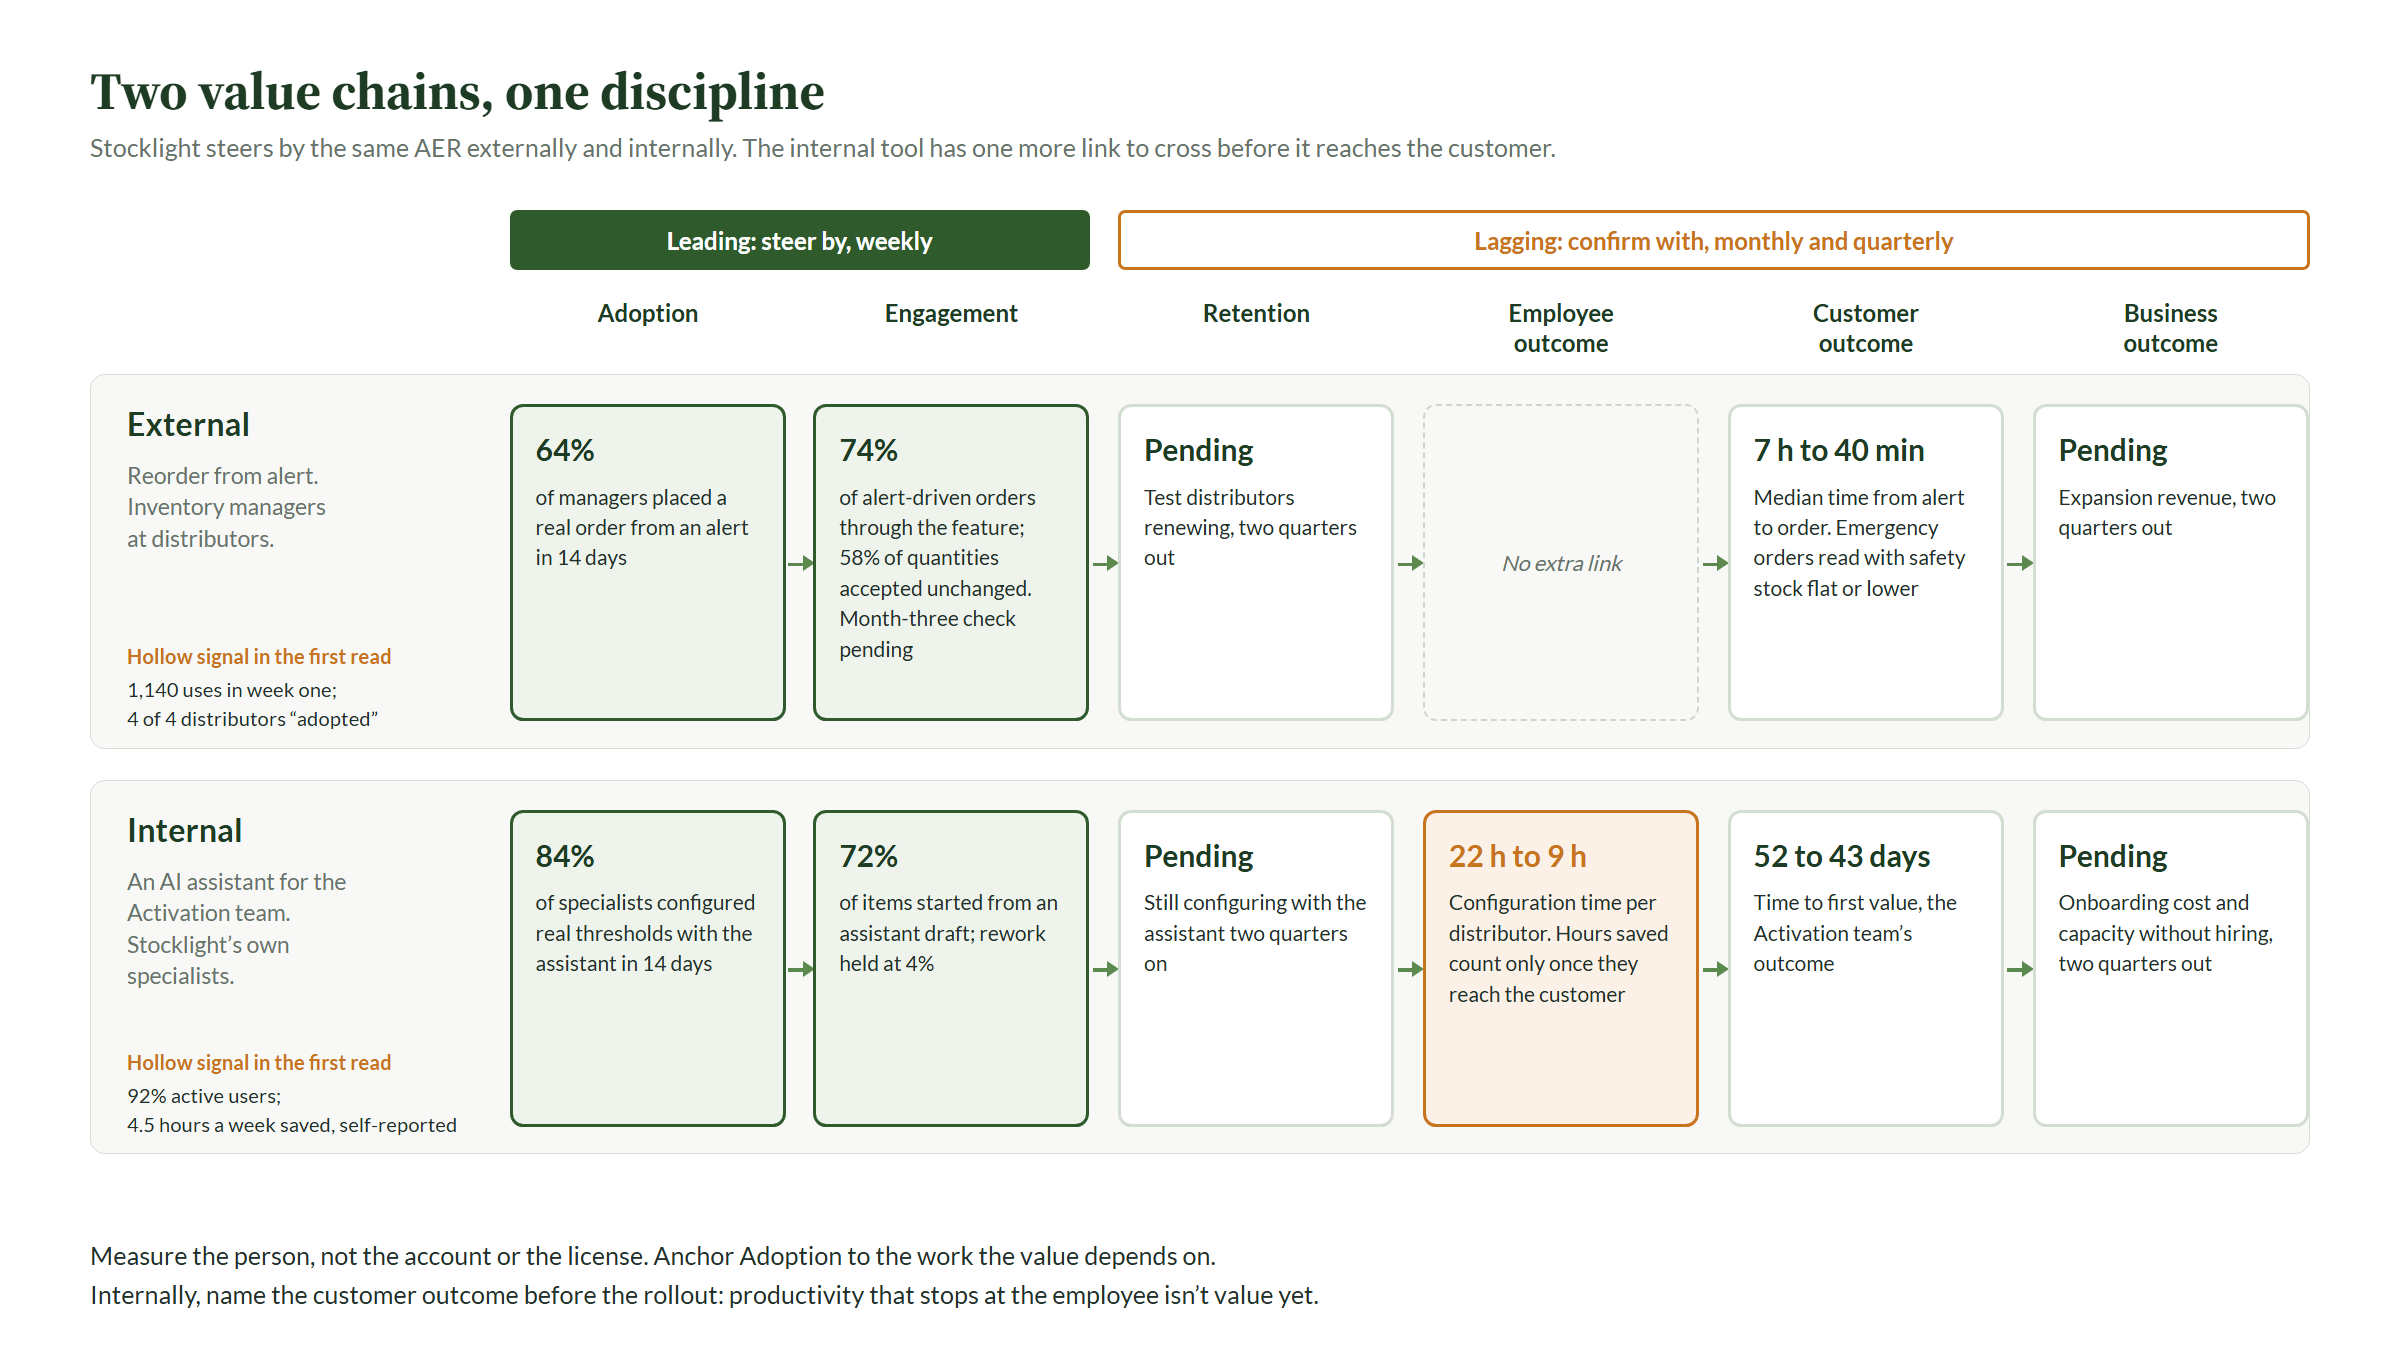 Two value chains, one discipline
Stocklight steers by the same AER externally and internally. The internal tool has one more link to cross before it reaches the customer.
Leading: steer by, weekly
Lagging: confirm with, monthly and quarterly
Adoption
Engagement
Retention
Employee
outcome
Customer
outcome
Business
outcome
External
Reorder from alert.
Inventory managers
at distributors.
Hollow signal in the first read
1,140 uses in week one;
4 of 4 distributors “adopted”
64%
of managers placed a
real order from an alert
in 14 days
74%
of alert-driven orders
through the feature;
58% of quantities
accepted unchanged.
Month-three check
pending
Pending
Test distributors
renewing, two quarters
out
No extra link
7 h to 40 min
Median time from alert
to order. Emergency
orders read with safety
stock flat or lower
Pending
Expansion revenue, two
quarters out
Internal
An AI assistant for the
Activation team.
Stocklight’s own
specialists.
Hollow signal in the first read
92% active users;
4.5 hours a week saved, self-reported
84%
of specialists configured
real thresholds with the
assistant in 14 days
72%
of items started from an
assistant draft; rework
held at 4%
Pending
Still configuring with the
assistant two quarters
on
22 h to 9 h
Configuration time per
distributor. Hours saved
count only once they
reach the customer
52 to 43 days
Time to first value, the
Activation team’s
outcome
Pending
Onboarding cost and
capacity without hiring,
two quarters out
Measure the person, not the account or the license. Anchor Adoption to the work the value depends on.
Internally, name the customer outcome before the rollout: productivity that stops at the employee isn’t value yet.